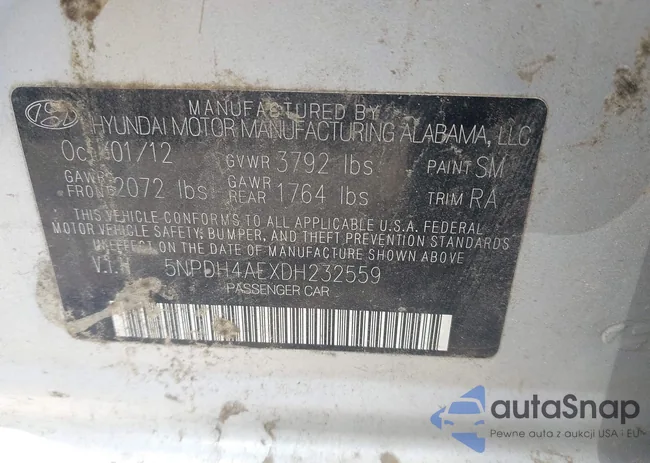 MANUFACTURED BY
HYUNDAI MOTOR MANUFACTURING ALABAMA, LLC
Oc 01/12 GVWR 3792 lbs PAINT SM
GAWR FRONT 2072 lbs GAWR REAR 1764 lbs TRIM RA
THIS VEHICLE CONFORMS TO ALL APPLICABLE U.S.A. FEDERAL
MOTOR VEHICLE SAFETY, BUMPER, AND THEFT PREVENTION STANDARDS
IN EFFECT ON THE DATE OF MANUFACTURE SHOWN ABOVE
V.I.N 5NPDH4AEXDH232559
PASSENGER CAR
autoSnap
Pewne auta z aukcji USA i EU